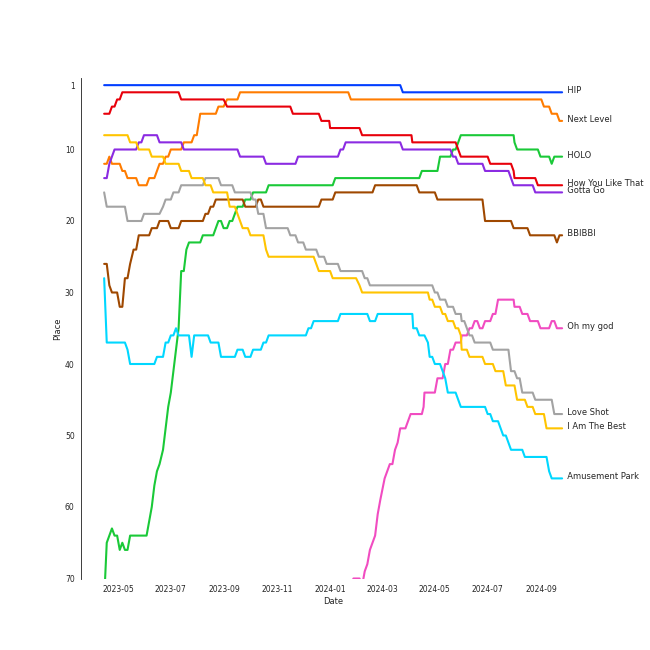 1
10
20
30
40
50
60
70
Place
2023-05
2023-07
2023-09
2023-11
2024-01
2024-03
2024-05
2024-07
2024-09
Date
HIP
Next Level
HOLO
How You Like That
Gotta Go
BBIBBI
Oh my god
Love Shot
I Am The Best
Amusement Park